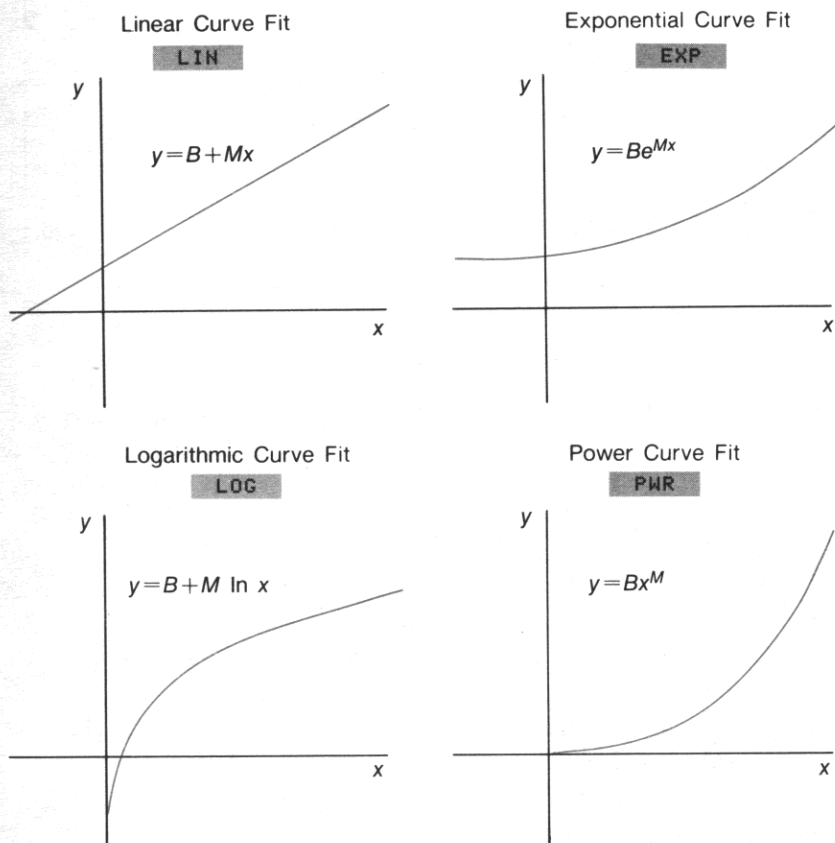 Linear Curve Fit
LIN
y
y=B+Mx
x
Exponential Curve Fit
EXP
y
y=Be^{Mx}
x
Logarithmic Curve Fit
LOG
y
y=B+M ln x
x
Power Curve Fit
PWR
y
y=Bx^{M}
x